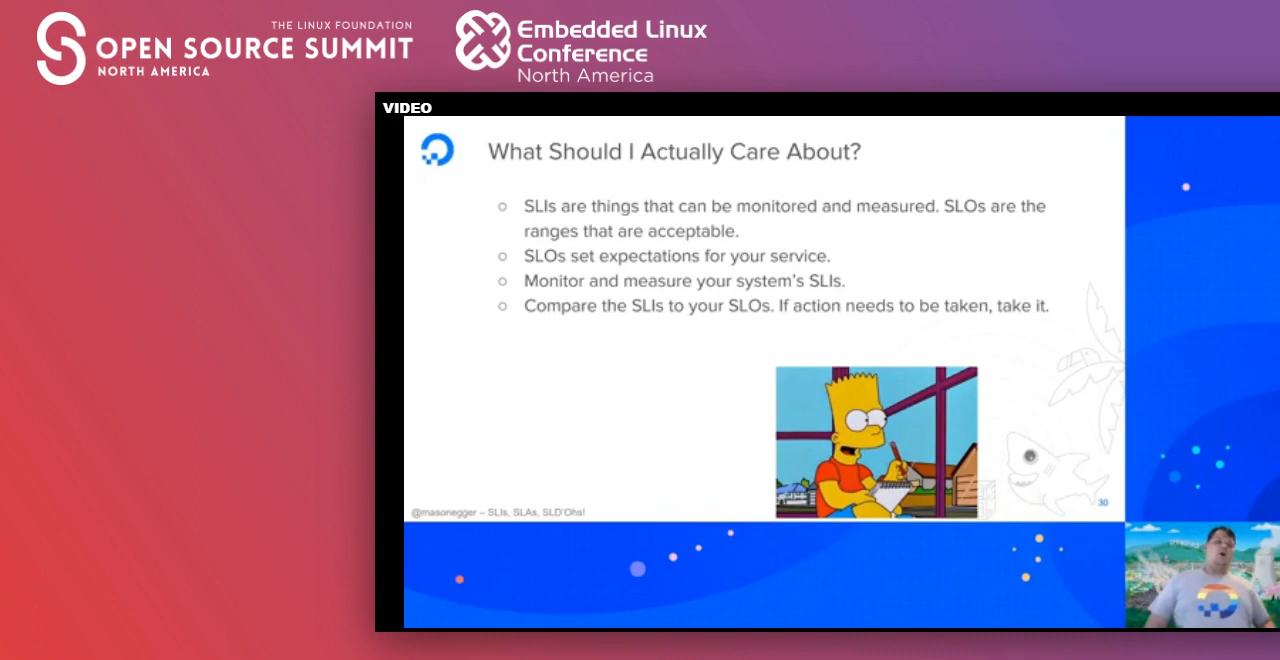 THE LINUX FOUNDATION
OPEN SOURCE SUMMIT
NORTH AMERICA
Embedded Linux
Conference
North America
VIDEO
What Should I Actually Care About?
SLIs are things that can be monitored and measured. SLOs are the
ranges that are acceptable.
SLOs set expectations for your service.
Monitor and measure your system's SLIs.
Compare the SLIs to your SLOs. If action needs to be taken, take it.
30
@masonegger – SLIs, SLAs, SLD'Ohs!